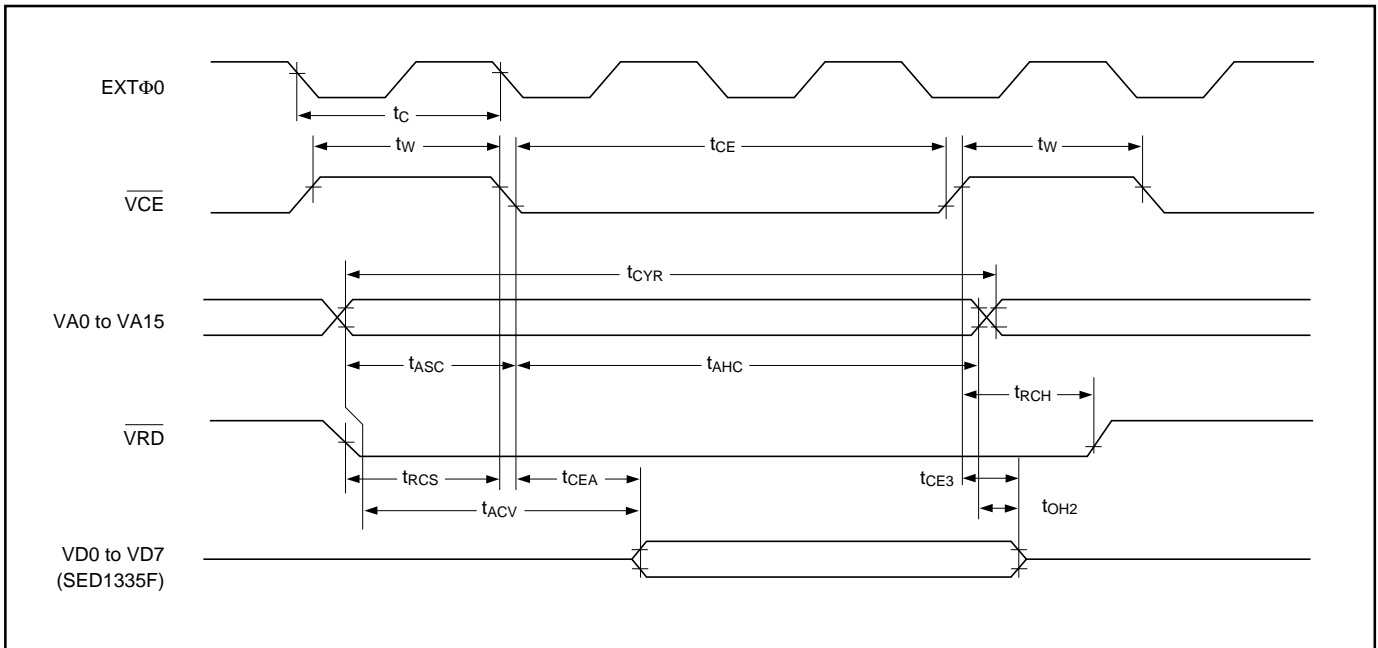 EXTΦ0
tC
tW
tCE
tW
VCE
tCYR
VA0 to VA15
tASC
tAHC
tRCH
VRD
tRCS
tCEA
tCE3
tACV
tOH2
VD0 to VD7
(SED1335F)